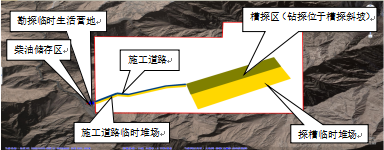 勘探临时生活营地
槽探区（钻探位于槽探斜坡）
柴油储存区
施工道路
施工道路临时堆场
探槽临时堆场